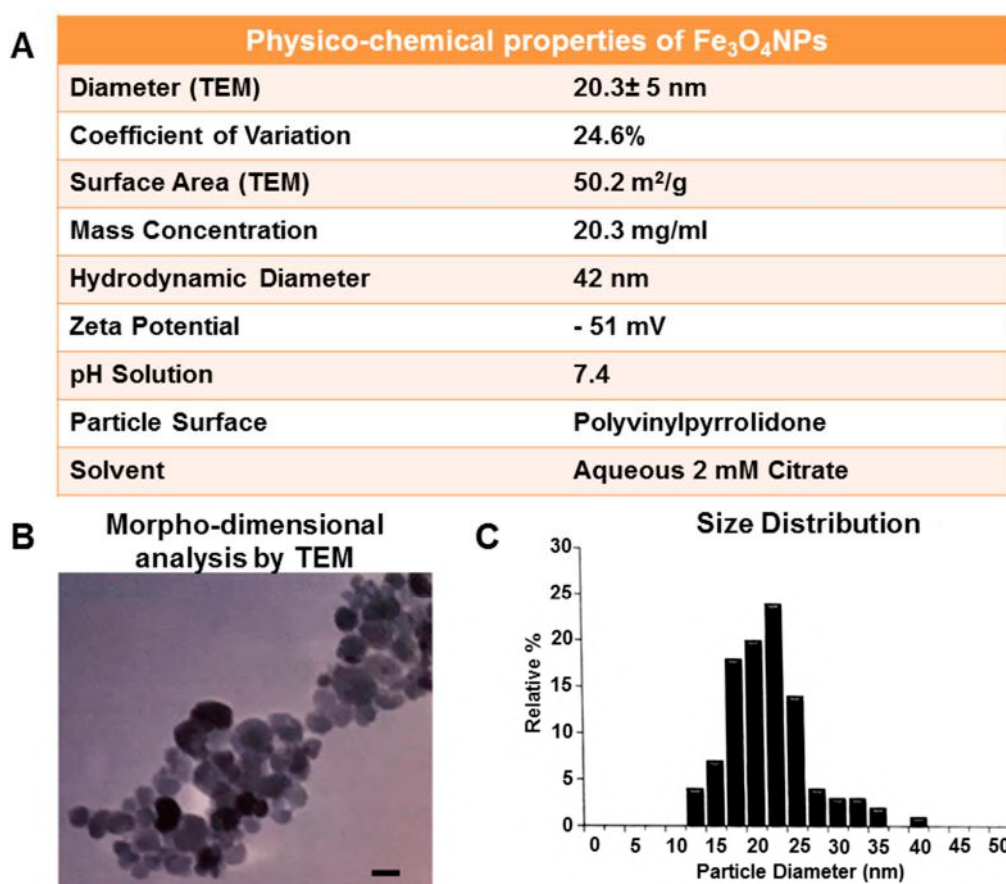 A
Physico-chemical properties of Fe₃O₄NPs
Diameter (TEM) 20.3± 5 nm
Coefficient of Variation 24.6%
Surface Area (TEM) 50.2 m²/g
Mass Concentration 20.3 mg/ml
Hydrodynamic Diameter 42 nm
Zeta Potential - 51 mV
pH Solution 7.4
Particle Surface Polyvinylpyrrolidone
Solvent Aqueous 2 mM Citrate
B
Morpho-dimensional
analysis by TEM
C
Size Distribution
Relative %
30
25
20
15
10
5
0
0 5 10 12 15 20 25 30 35 40 45 50
Particle Diameter (nm)